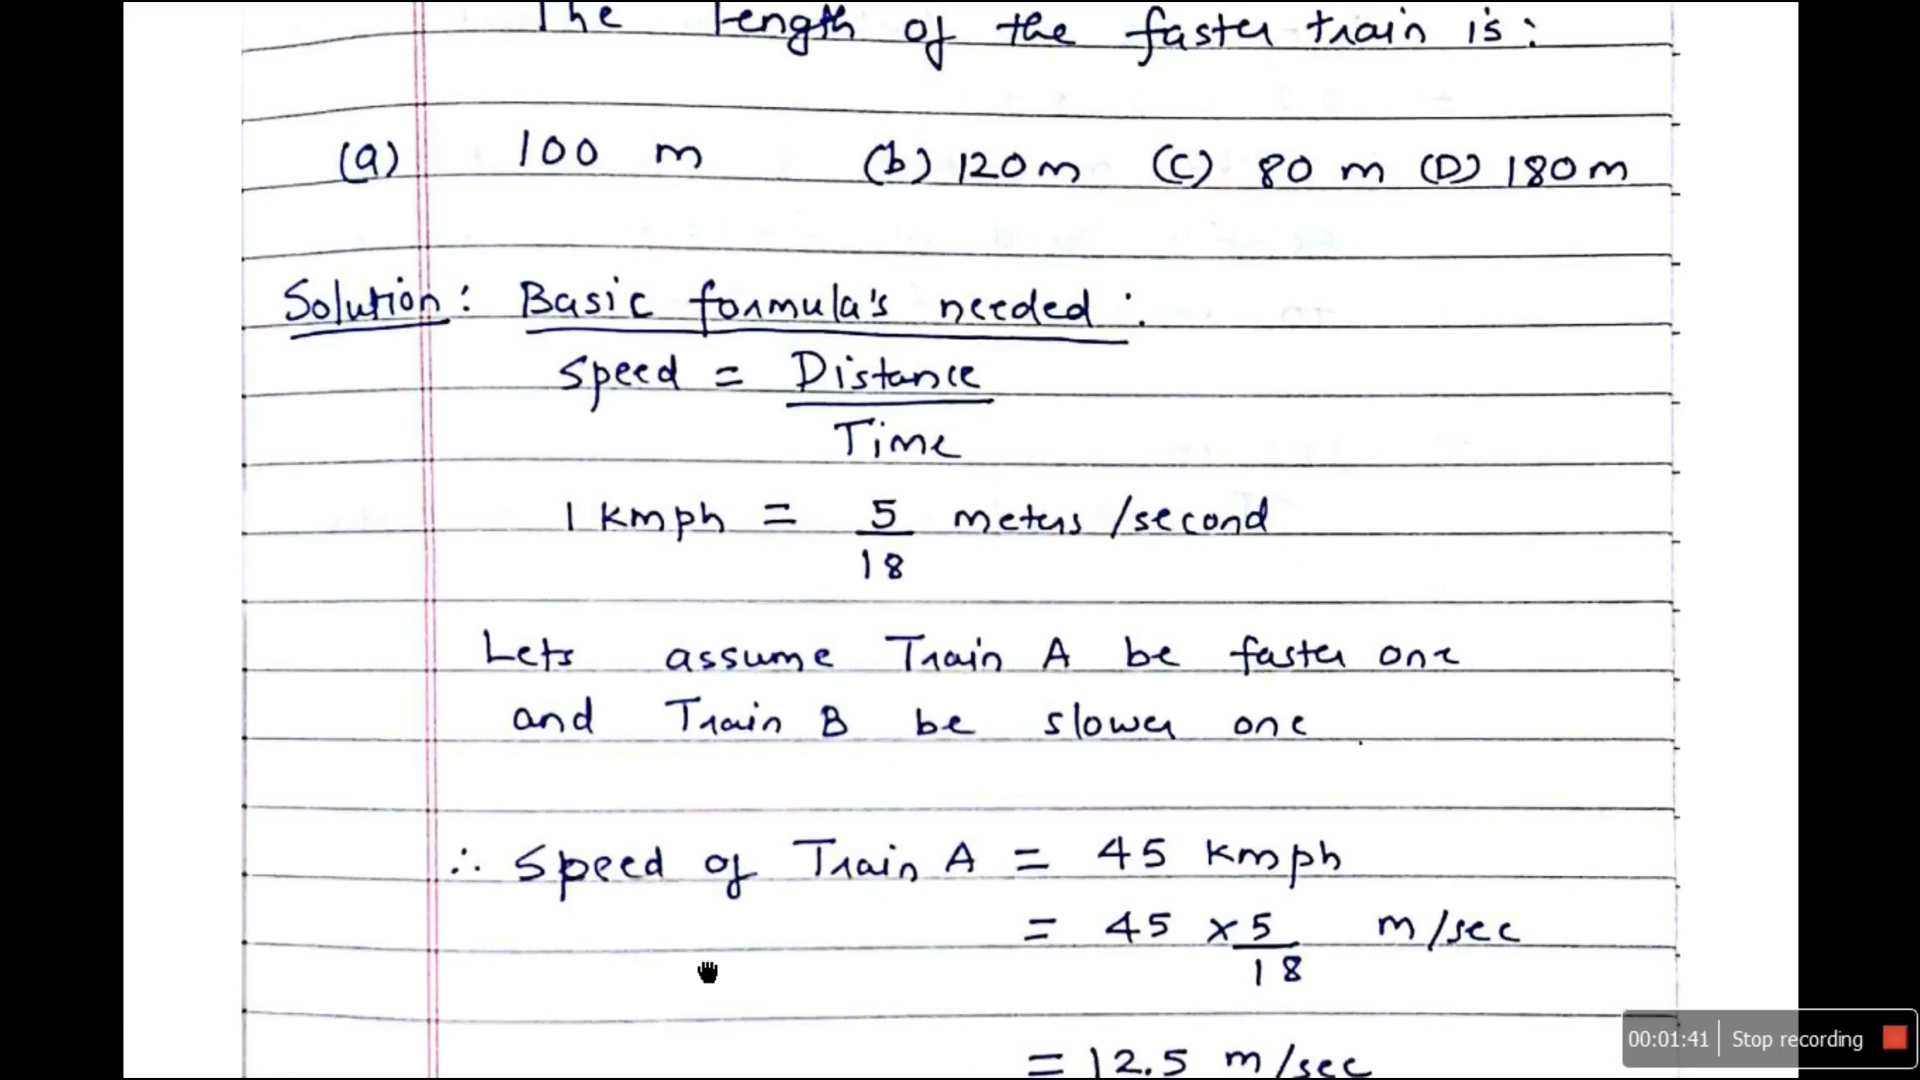 The length of the faster train is:
(a) 100 m (b) 120 m (C) 80 m (D) 180 m
Solution: Basic formula's needed:
Speed = Distance
Time
1 kmph = 5 meters/second
18
Lets assume Train A be faster one
and Train B be slower one
∴ Speed of Train A = 45 kmph
= 45 × 5 m/sec
18
= 12.5 m/sec
00:01:41 Stop recording